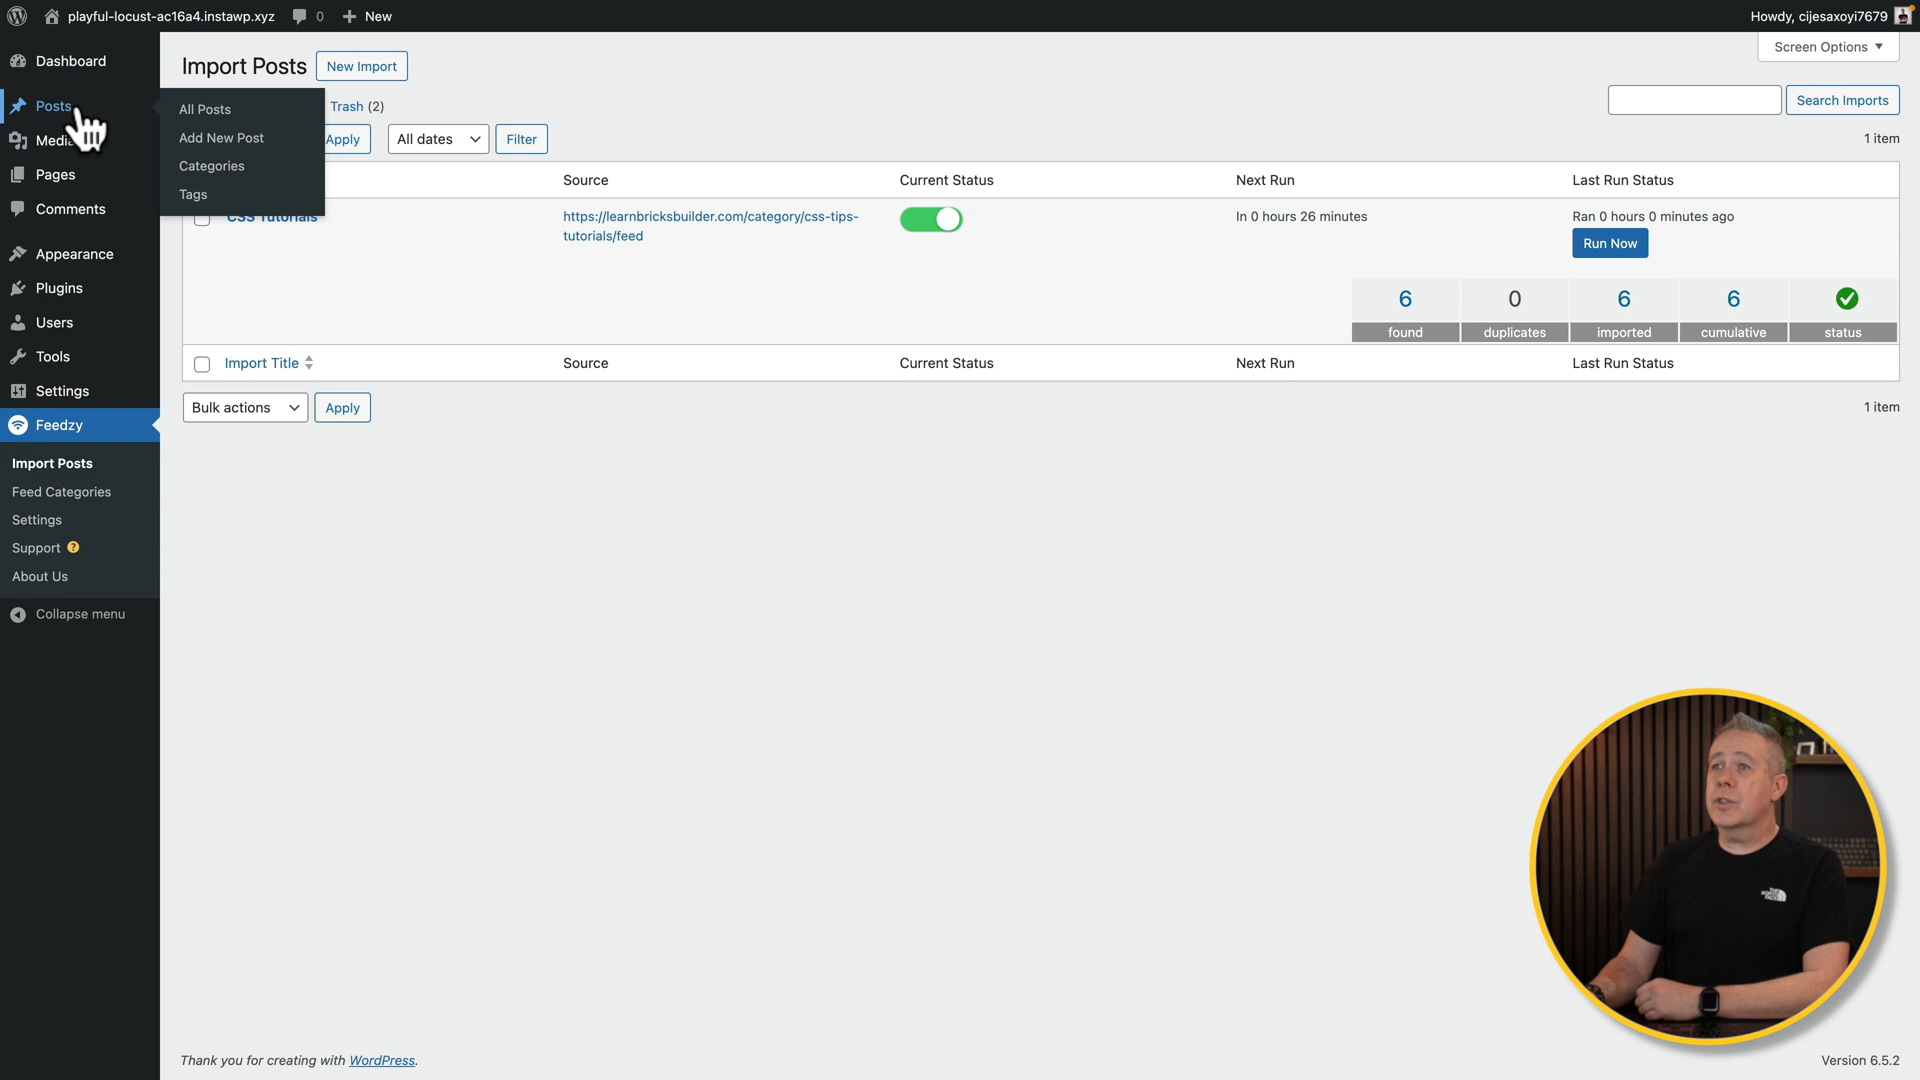 playful-locust-ac16a4.instawp.xyz
0
New
Howdy, cijesaxoyi7679
Screen Options
Dashboard
Posts
Media
Pages
Comments
Appearance
Plugins
Users
Tools
Settings
Feedzy
Import Posts
Feed Categories
Settings
Support ?
About Us
Collapse menu
All Posts
Add New Post
Categories
Tags
Import Posts
New Import
Trash (2)
Search Imports
Apply
All dates
Filter
1 item
Source
Current Status
Next Run
Last Run Status
CSS Tutorials
https://learnbricksbuilder.com/category/css-tips-
tutorials/feed
In 0 hours 26 minutes
Ran 0 hours 0 minutes ago
Run Now
6
0
6
6
found
duplicates
imported
cumulative
status
Import Title
Source
Current Status
Next Run
Last Run Status
Bulk actions
Apply
1 item
THE
NORTH
FACE
Thank you for creating with WordPress.
Version 6.5.2